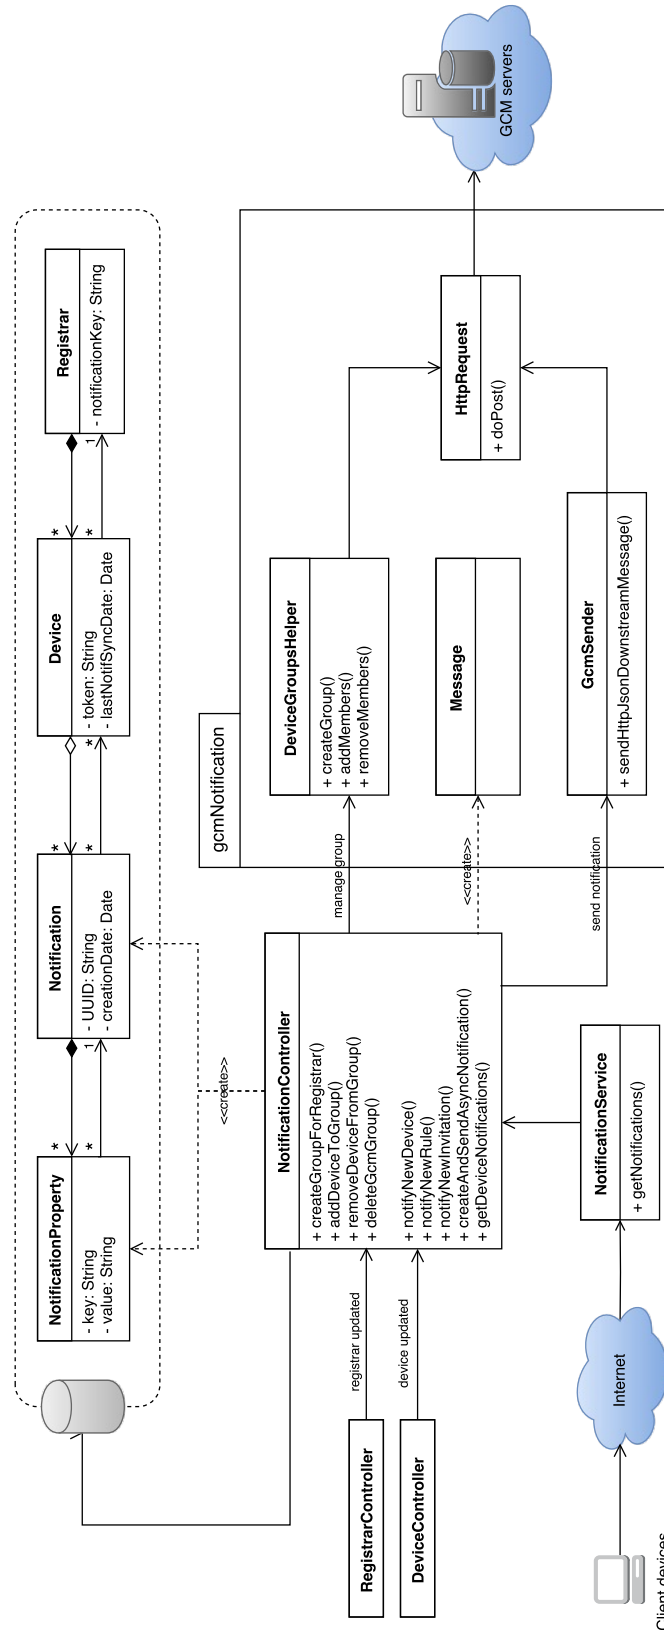 NotificationProperty
- key: String
- value: String
*
*
1
Notification
- UUID: String
- creationDate: Date
*
*
*
Device
- token: String
- lastNotifSyncDate: Date
*
*
1
Registrar
- notificationKey: String
<<create>>
gcmNotification
RegistrarController
registrar updated
DeviceController
device updated
NotificationController
+ createGroupForRegistrar()
+ addDeviceToGroup()
+ removeDeviceFromGroup()
+ deleteGcmGroup()
+ notifyNewDevice()
+ notifyNewRule()
+ notifyNewInvitation()
+ createAndSendAsyncNotification()
+ getDeviceNotifications()
manage group
<<create>>
send notification
DeviceGroupsHelper
+ createGroup()
+ addMembers()
+ removeMembers()
Message
GcmSender
+ sendHttpJsonDownstreamMessage()
HttpRequest
+ doPost()
GCM servers
Client devices
Internet
NotificationService
+ getNotifications()